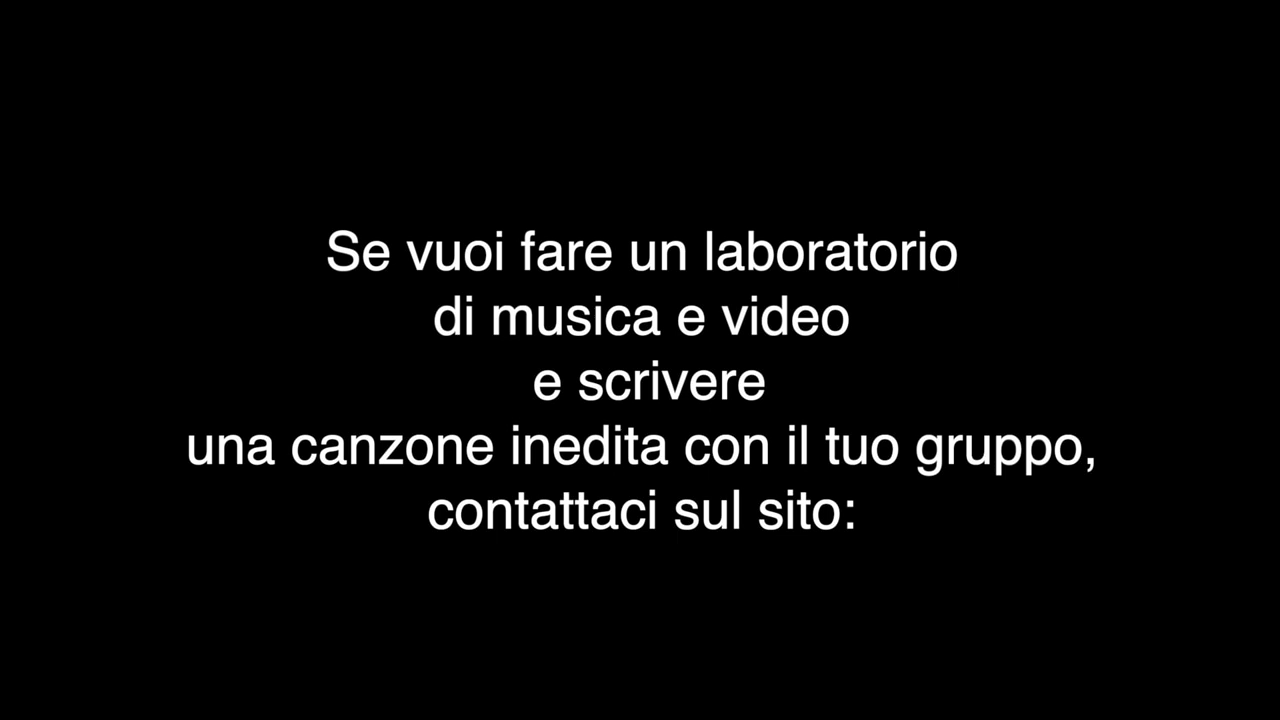 Se vuoi fare un laboratorio
di musica e video
e scrivere
una canzone inedita con il tuo gruppo,
contattaci sul sito: